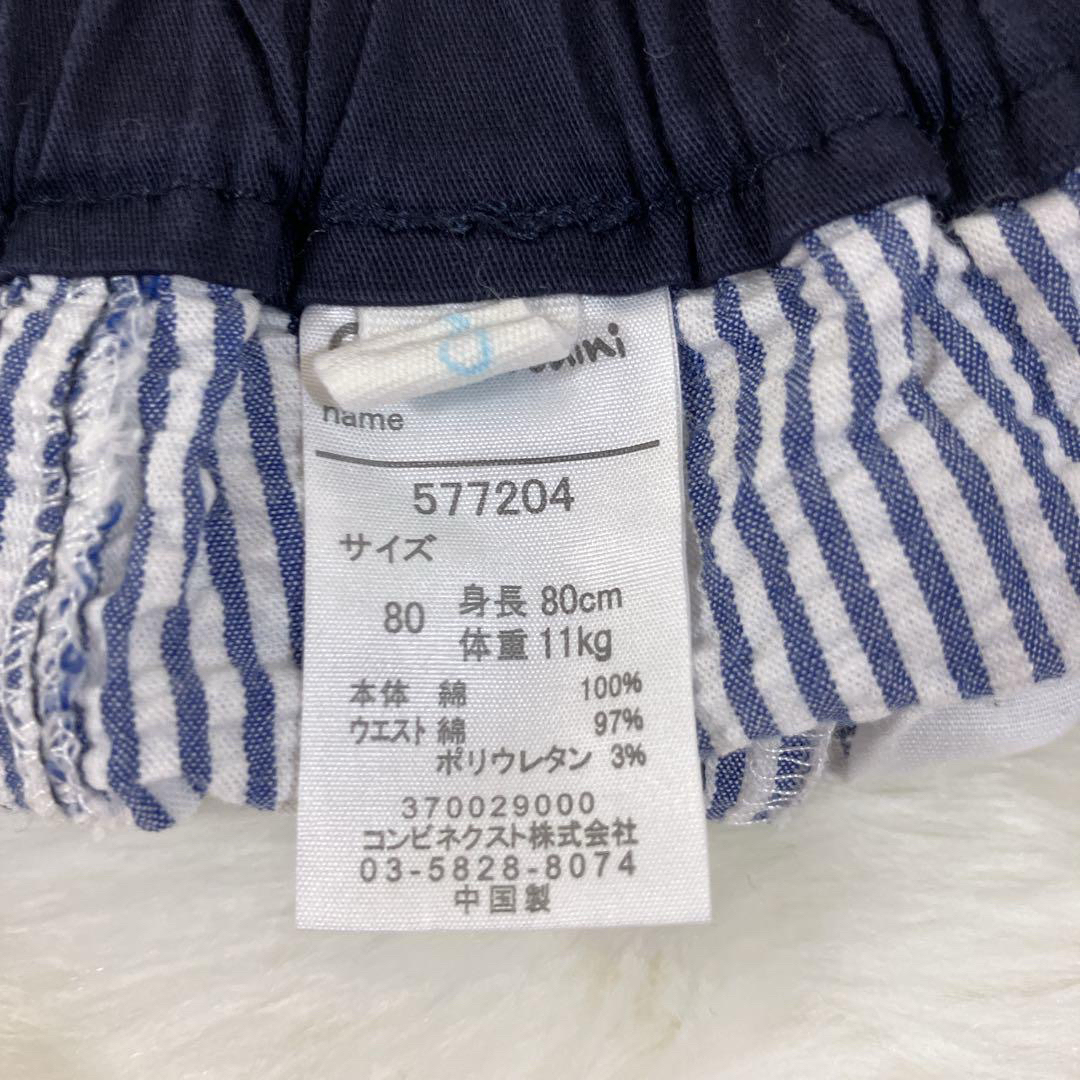 mini
name
577204
サイズ
80 身長 80cm
体重 11kg
本体 綿 100%
ウエスト 綿 97%
ポリウレタン 3%
370029000
コンビネクスト株式会社
03-5828-8074
中国製